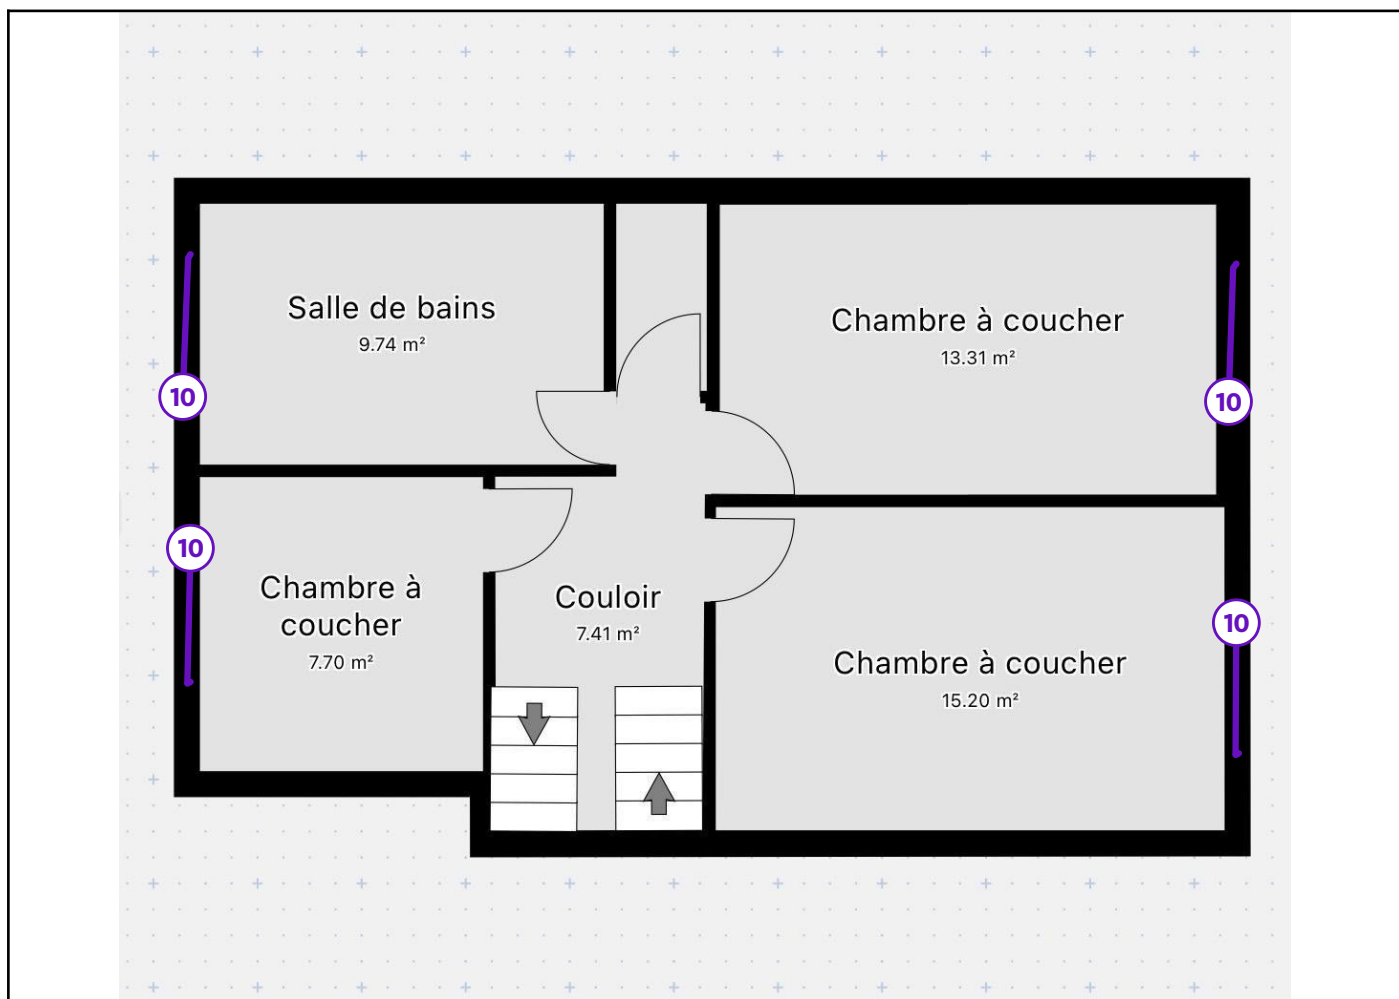 Salle de bains
9.74 m²
Chambre à coucher
13.31 m²
10
10
10
Chambre à
coucher
7.70 m²
Couloir
7.41 m²
10
Chambre à coucher
15.20 m²